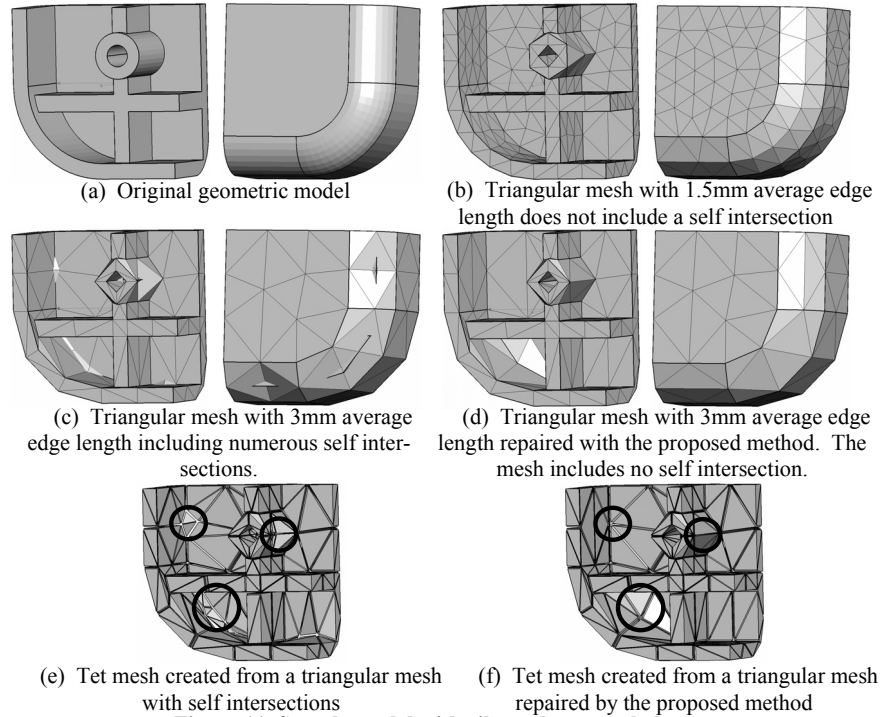 (a) Original geometric model
(b) Triangular mesh with 1.5mm average edge
length does not include a self intersection
(c) Triangular mesh with 3mm average
edge length including numerous self inter-
sections.
(d) Triangular mesh with 3mm average edge
length repaired with the proposed method. The
mesh includes no self intersection.
(e) Tet mesh created from a triangular mesh
with self intersections
(f) Tet mesh created from a triangular mesh
repaired by the proposed method